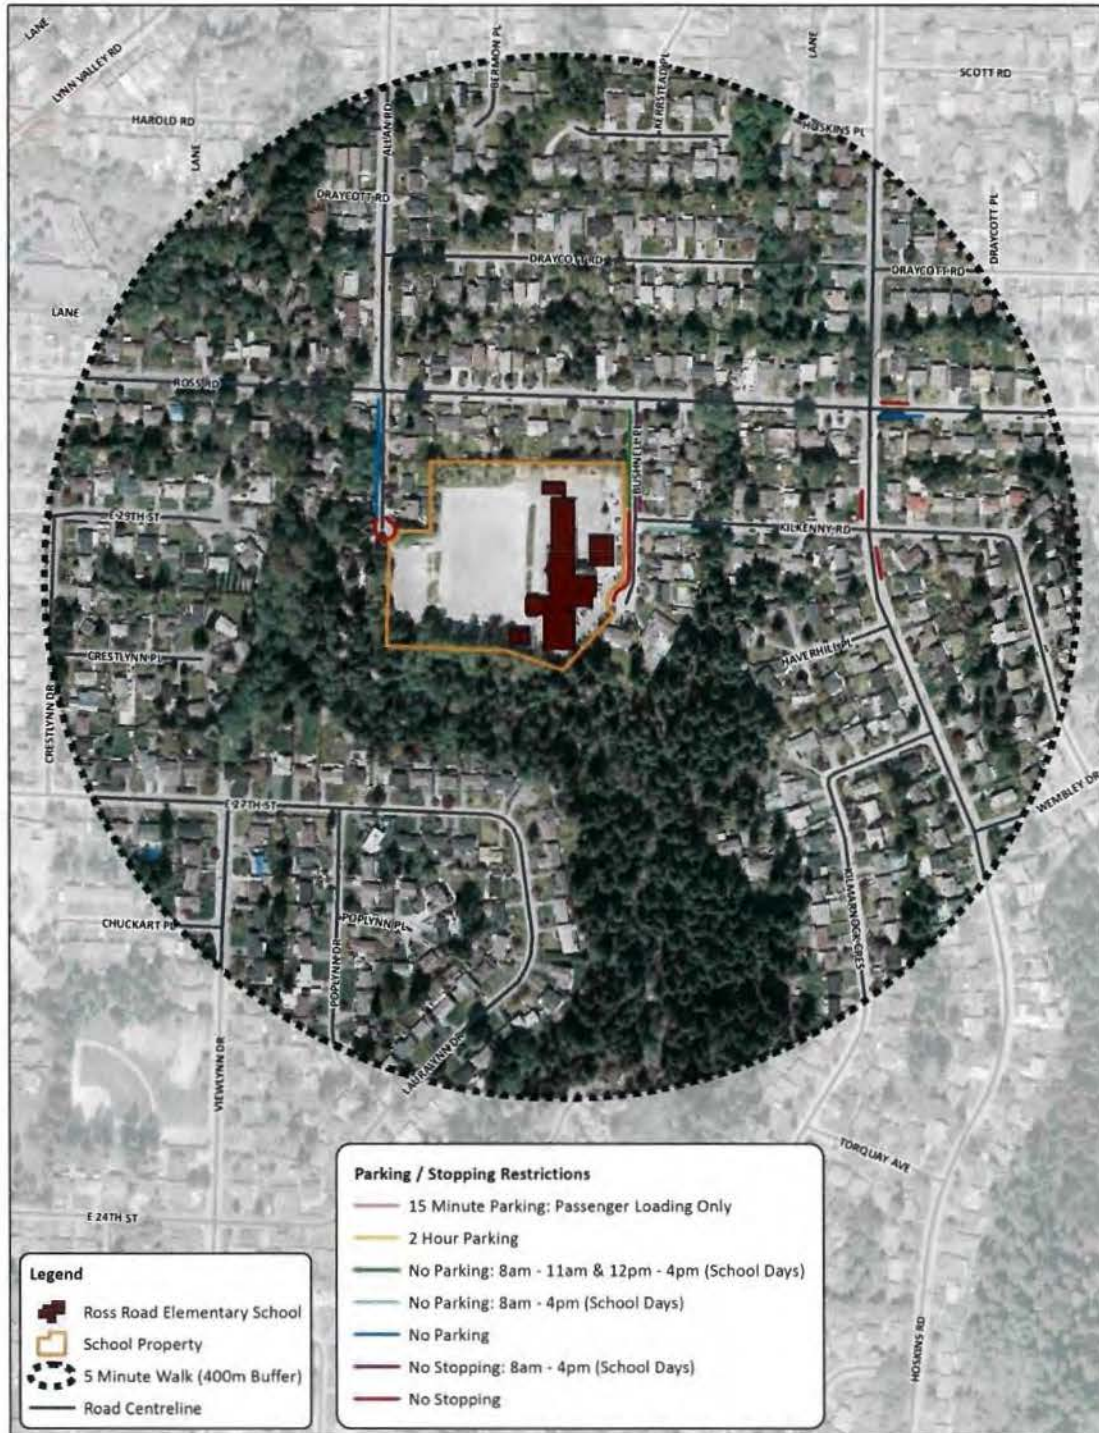 LANE
LYNN VALLEY RD
HAROLD RD
LANE
ALLAN RD
BERMON PL
KERRSTEAD PL
LANE
SCOTT RD
HOSKINS PL
DRAYCOTT RD
DRAYCOTT RD
DRAYCOTT PL
DRAYCOTT RD
LANE
ROSS RD
BUSHNELL PL
E 29TH ST
KILKENNY RD
CRESTLYNN PL
CRESTLYNN DR
HAVERHILL PL
E 27TH ST
WEMBLEY DR
CHUCKART PL
POPLYNN PL
POPLYNN DR
KILMARNOCK CRES
VIEWLYNN DR
LAURALYNN DR
TORQUAY AVE
E 24TH ST
HOSKINS RD
Legend
Ross Road Elementary School
School Property
5 Minute Walk (400m Buffer)
Road Centreline
Parking / Stopping Restrictions
15 Minute Parking: Passenger Loading Only
2 Hour Parking
No Parking: 8am - 11am & 12pm - 4pm (School Days)
No Parking: 8am - 4pm (School Days)
No Parking
No Stopping: 8am - 4pm (School Days)
No Stopping